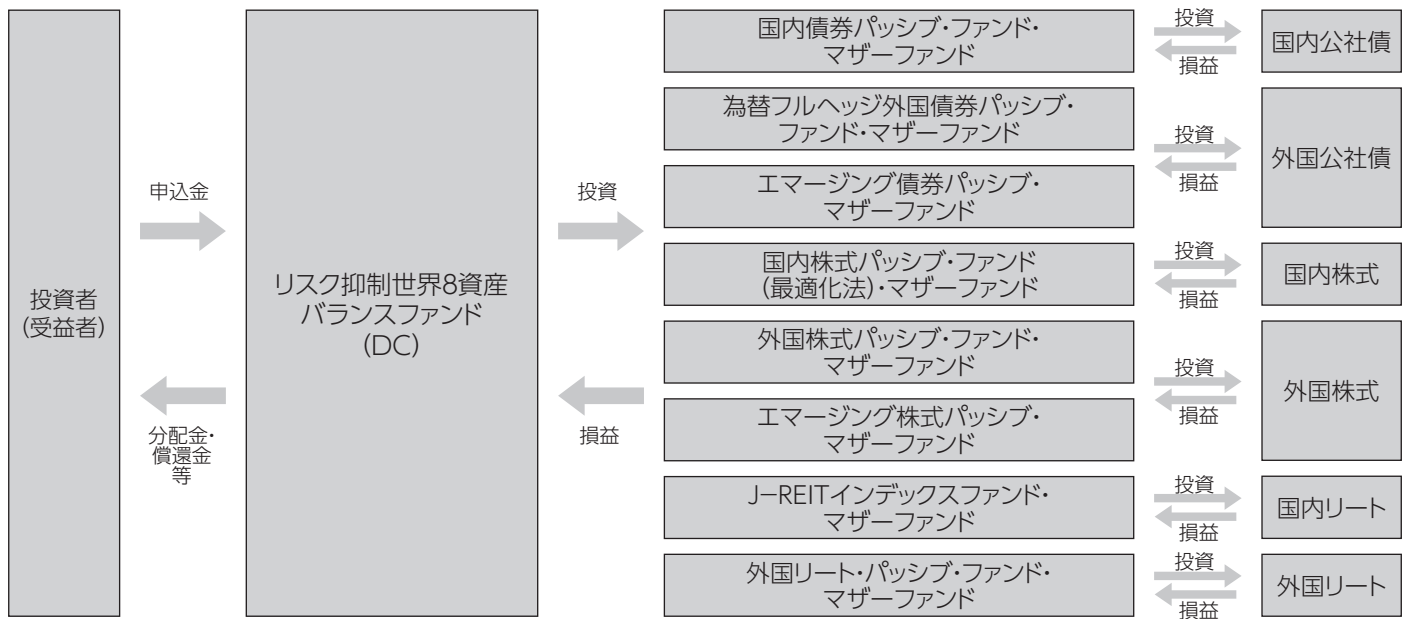 投資者
(受益者)
申込金
分配金・
償還金
等
リスク抑制世界8資産
バランスファンド
(DC)
投資
損益
国内債券パッシブ・ファンド・
マザーファンド
投資
損益
国内公社債
為替フルヘッジ外国債券パッシブ・
ファンド・マザーファンド
エマージング債券パッシブ・
マザーファンド
投資
損益
外国公社債
国内株式パッシブ・ファンド
(最適化法)・マザーファンド
投資
損益
国内株式
外国株式パッシブ・ファンド・
マザーファンド
エマージング株式パッシブ・
マザーファンド
投資
損益
外国株式
J−REITインデックスファンド・
マザーファンド
投資
損益
国内リート
外国リート・パッシブ・ファンド・
マザーファンド
投資
損益
外国リート